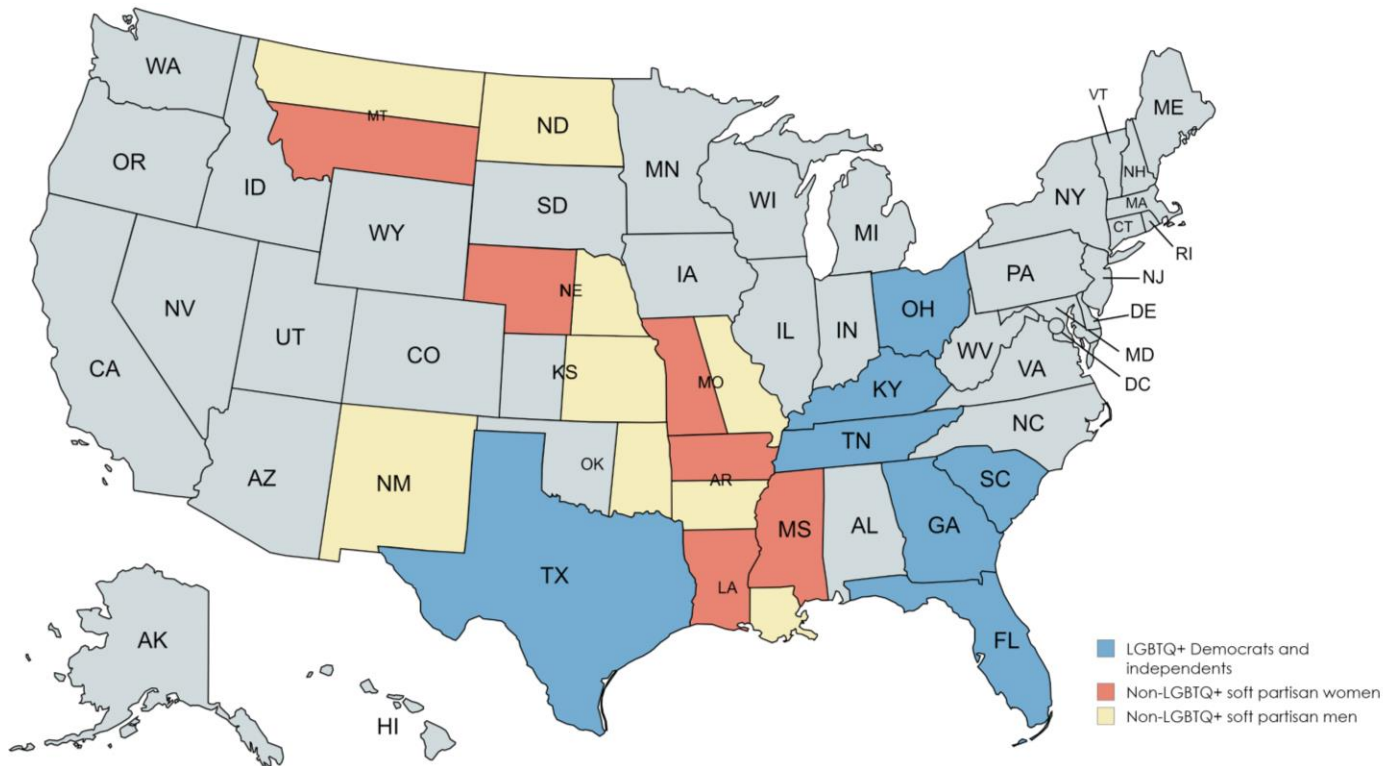 WA
MT
ND
MN
VT
ME
OR
ID
SD
WI
MI
NY
NH
MA
CT
RI
WY
IA
PA
NJ
NE
OH
DE
NV
UT
CO
IL
IN
WV
MD
VA
DC
CA
KS
MO
KY
NC
TN
AZ
NM
OK
AR
SC
MS
AL
GA
TX
LA
AK
FL
HI
LGBTQ+ Democrats and
independents
Non-LGBTQ+ soft partisan women
Non-LGBTQ+ soft partisan men